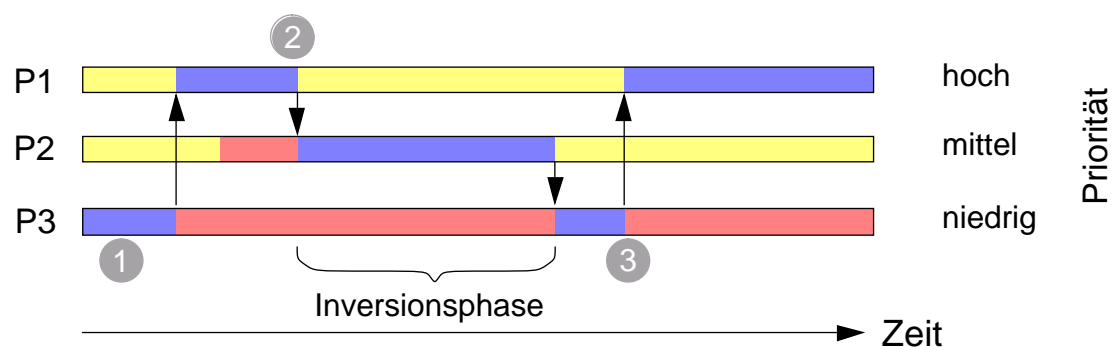 2
P1
hoch
P2
mittel
P3
niedrig
Priorität
1
3
Inversionsphase
Zeit